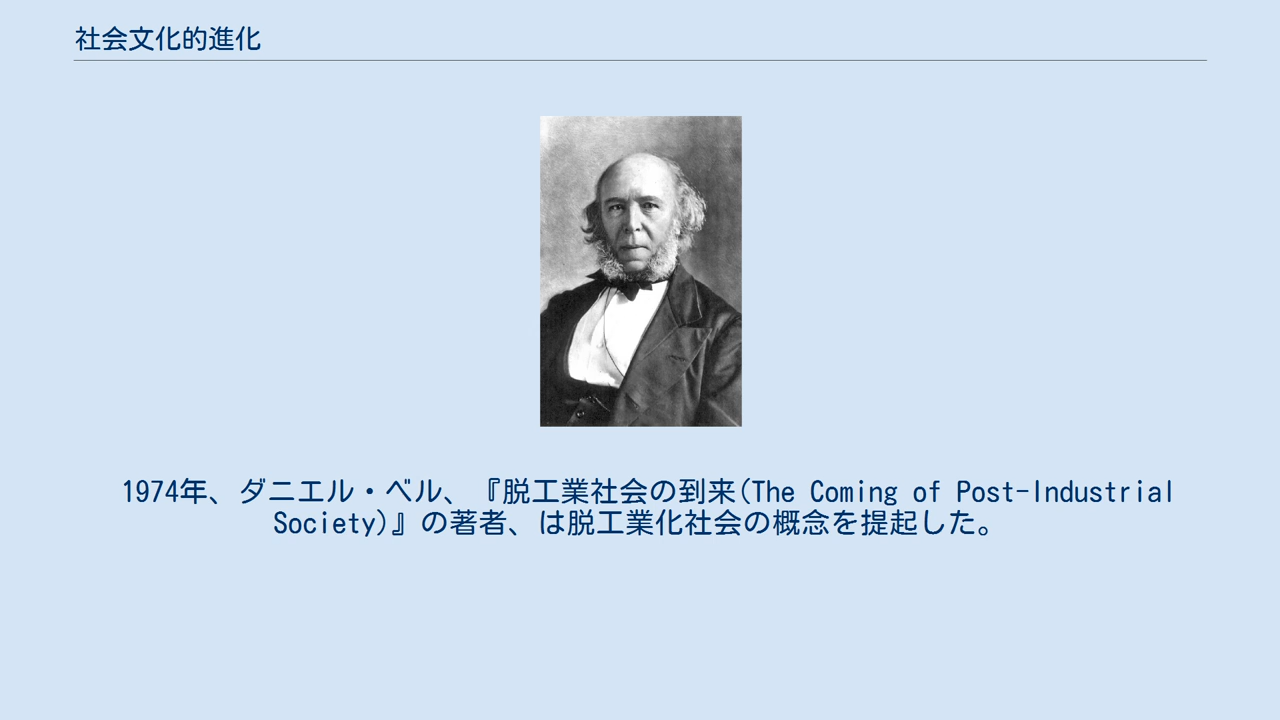 社会文化的進化
1974年、ダニエル・ベル、『脱工業社会の到来(The Coming of Post-Industrial
Society)』の著者、は脱工業化社会の概念を提起した。